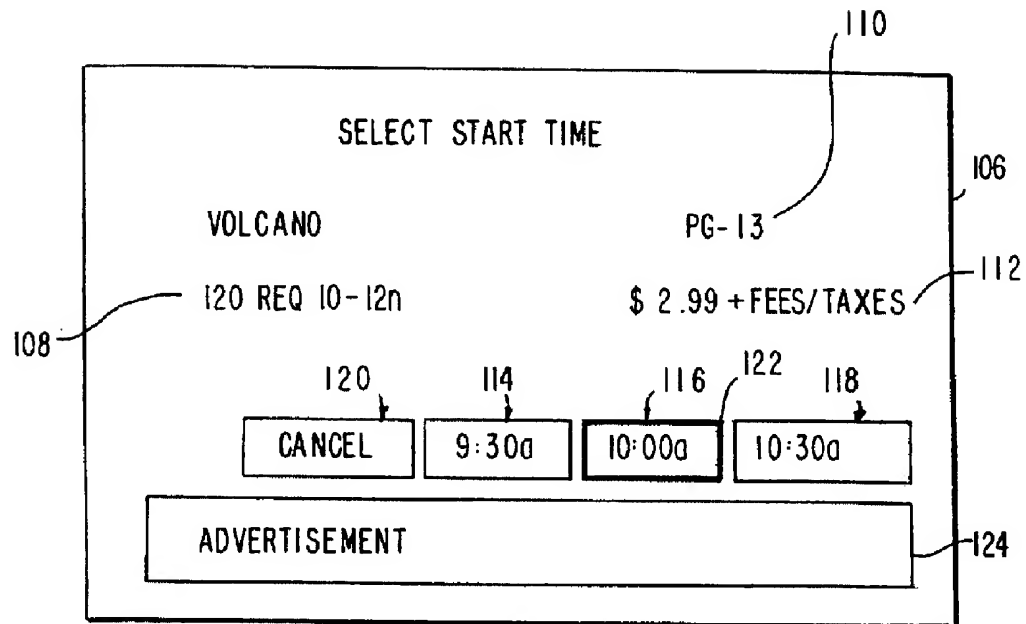 110
SELECT START TIME
106
VOLCANO PG-13
112
120 REQ 10-12n $ 2.99 + FEES/TAXES
108
120 114 116 122 118
CANCEL 9:30a 10:00a 10:30a
ADVERTISEMENT
124